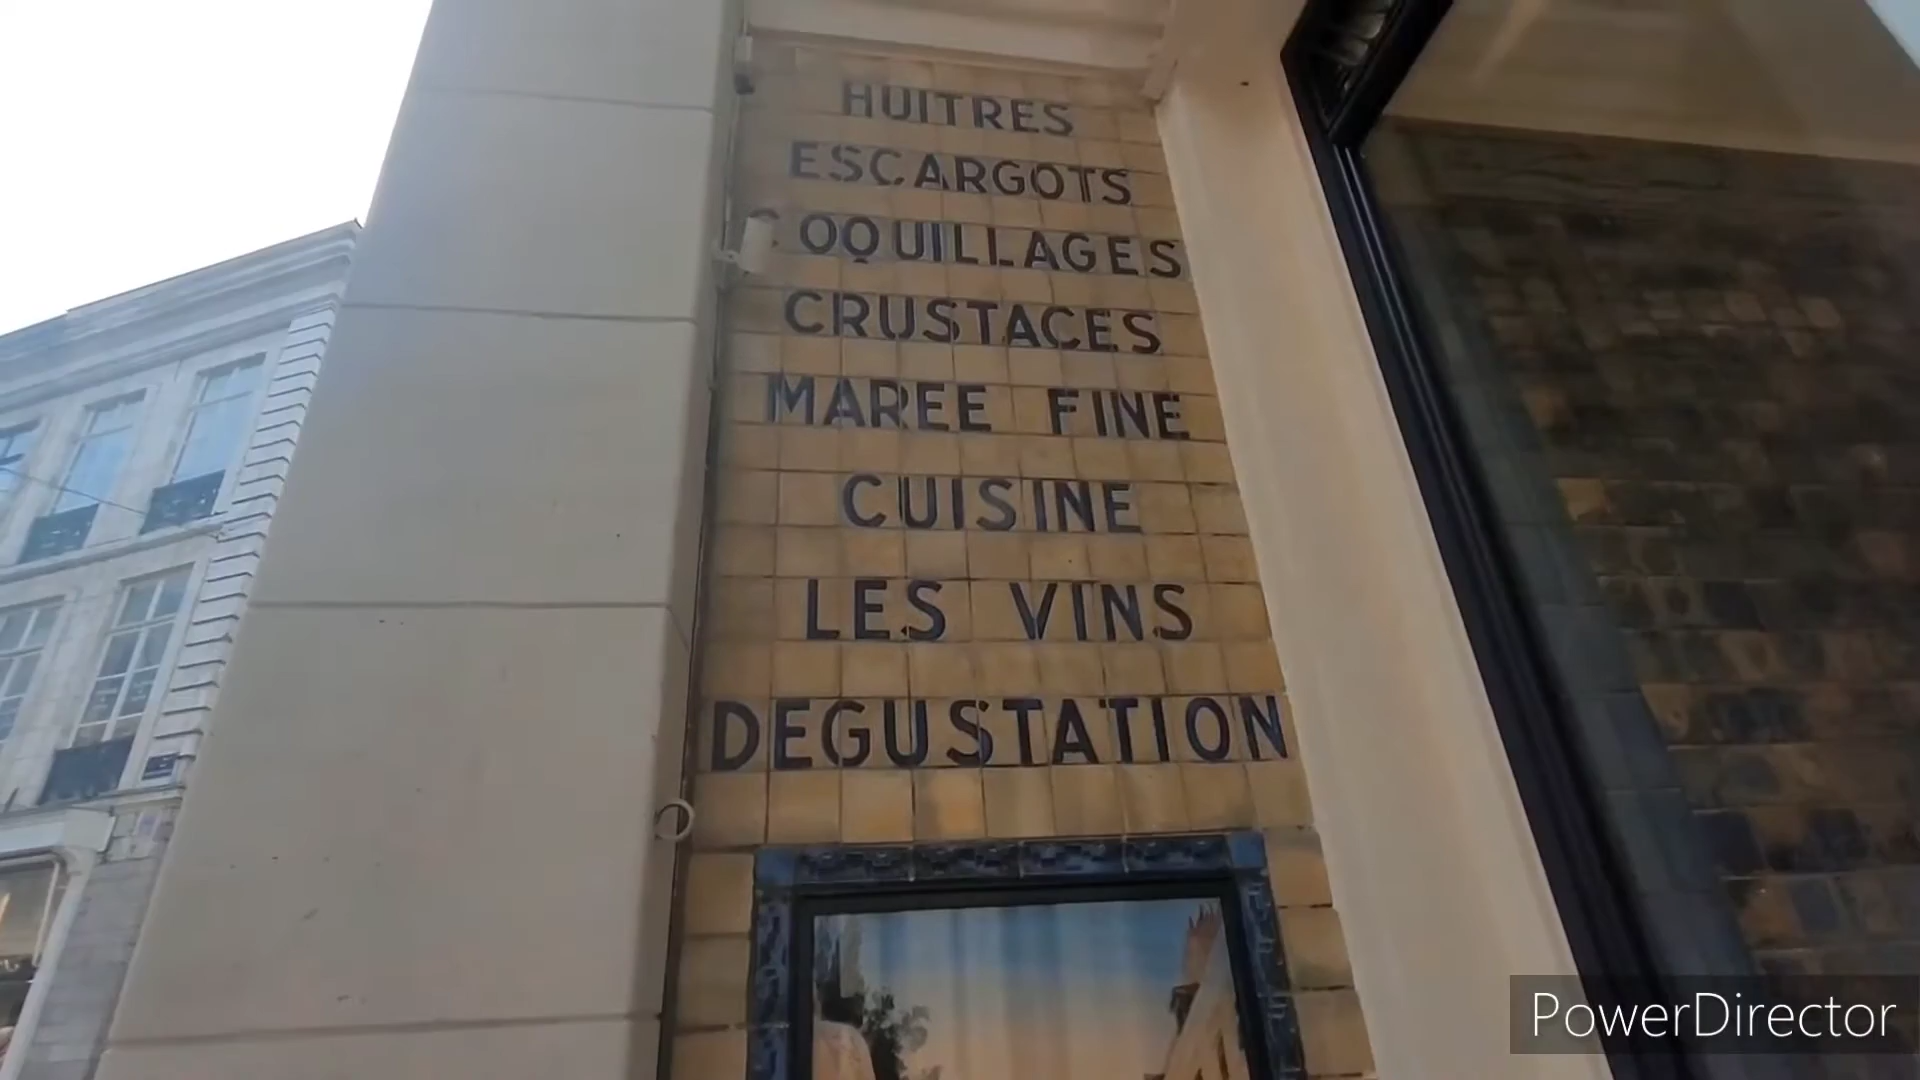 HUITRES
ESCARGOTS
COQUILLAGES
CRUSTACES
MAREE FINE
CUISINE
LES VINS
DEGUSTATION
PowerDirector